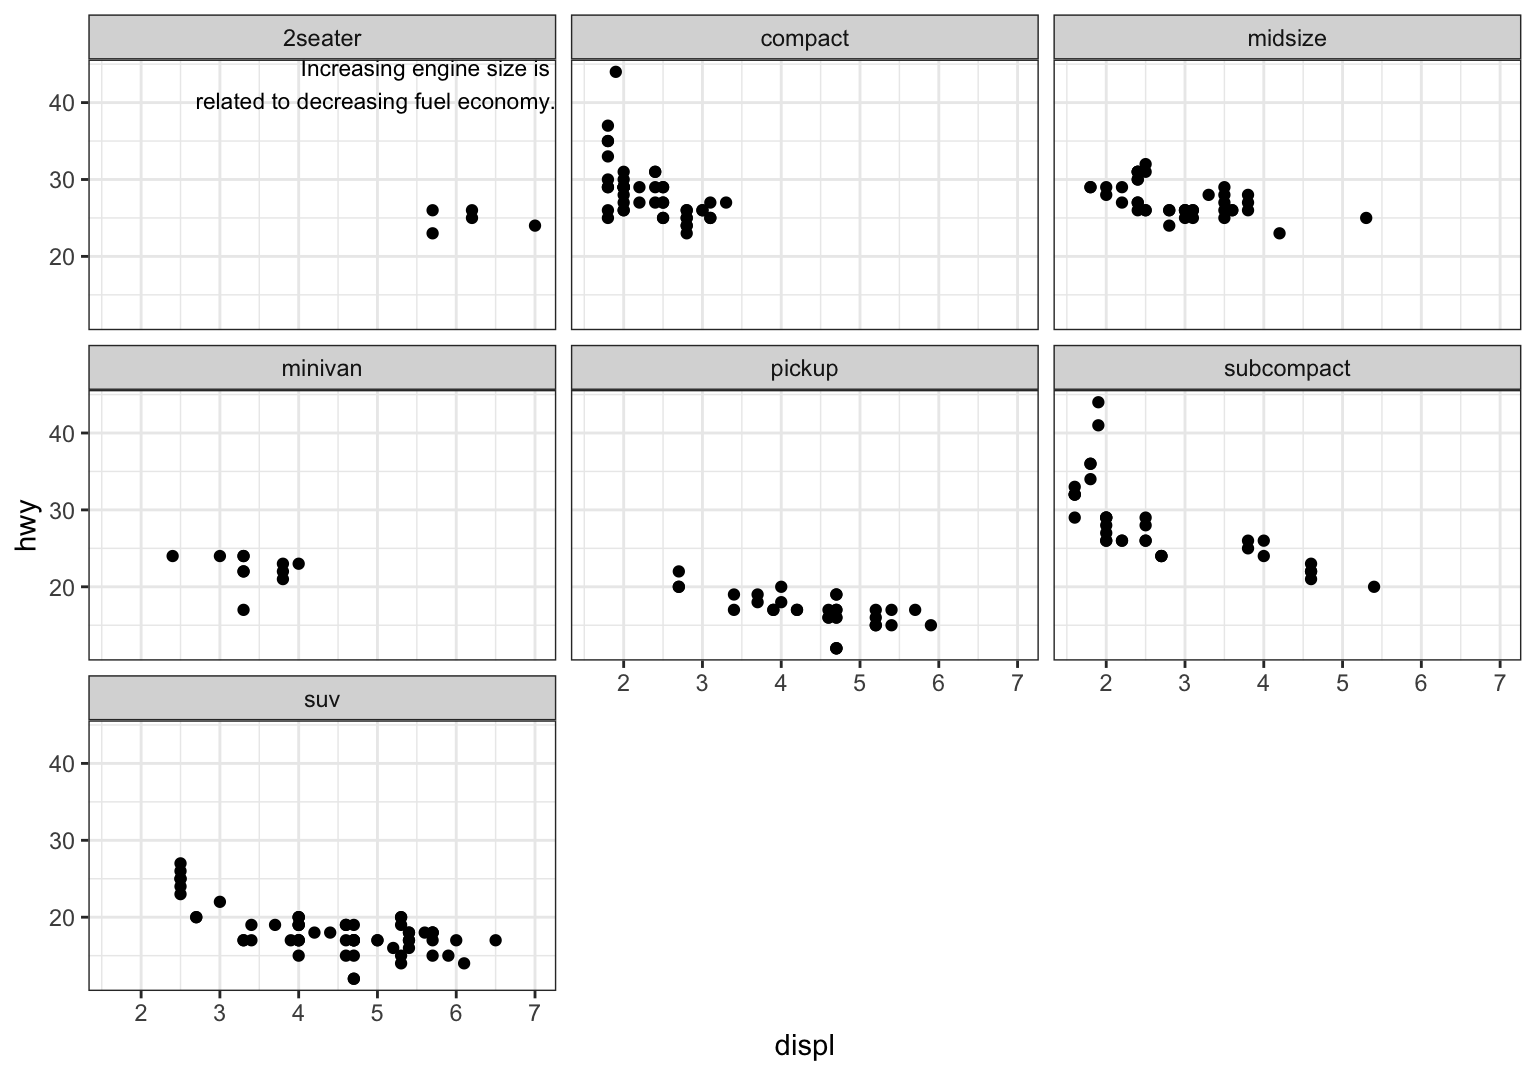 2seater
compact
midsize
Increasing engine size is
related to decreasing fuel economy.
40
30
20
minivan
pickup
subcompact
hwy
40
30
20
2 3 4 5 6 7
2 3 4 5 6 7
suv
40
30
20
2 3 4 5 6 7
displ